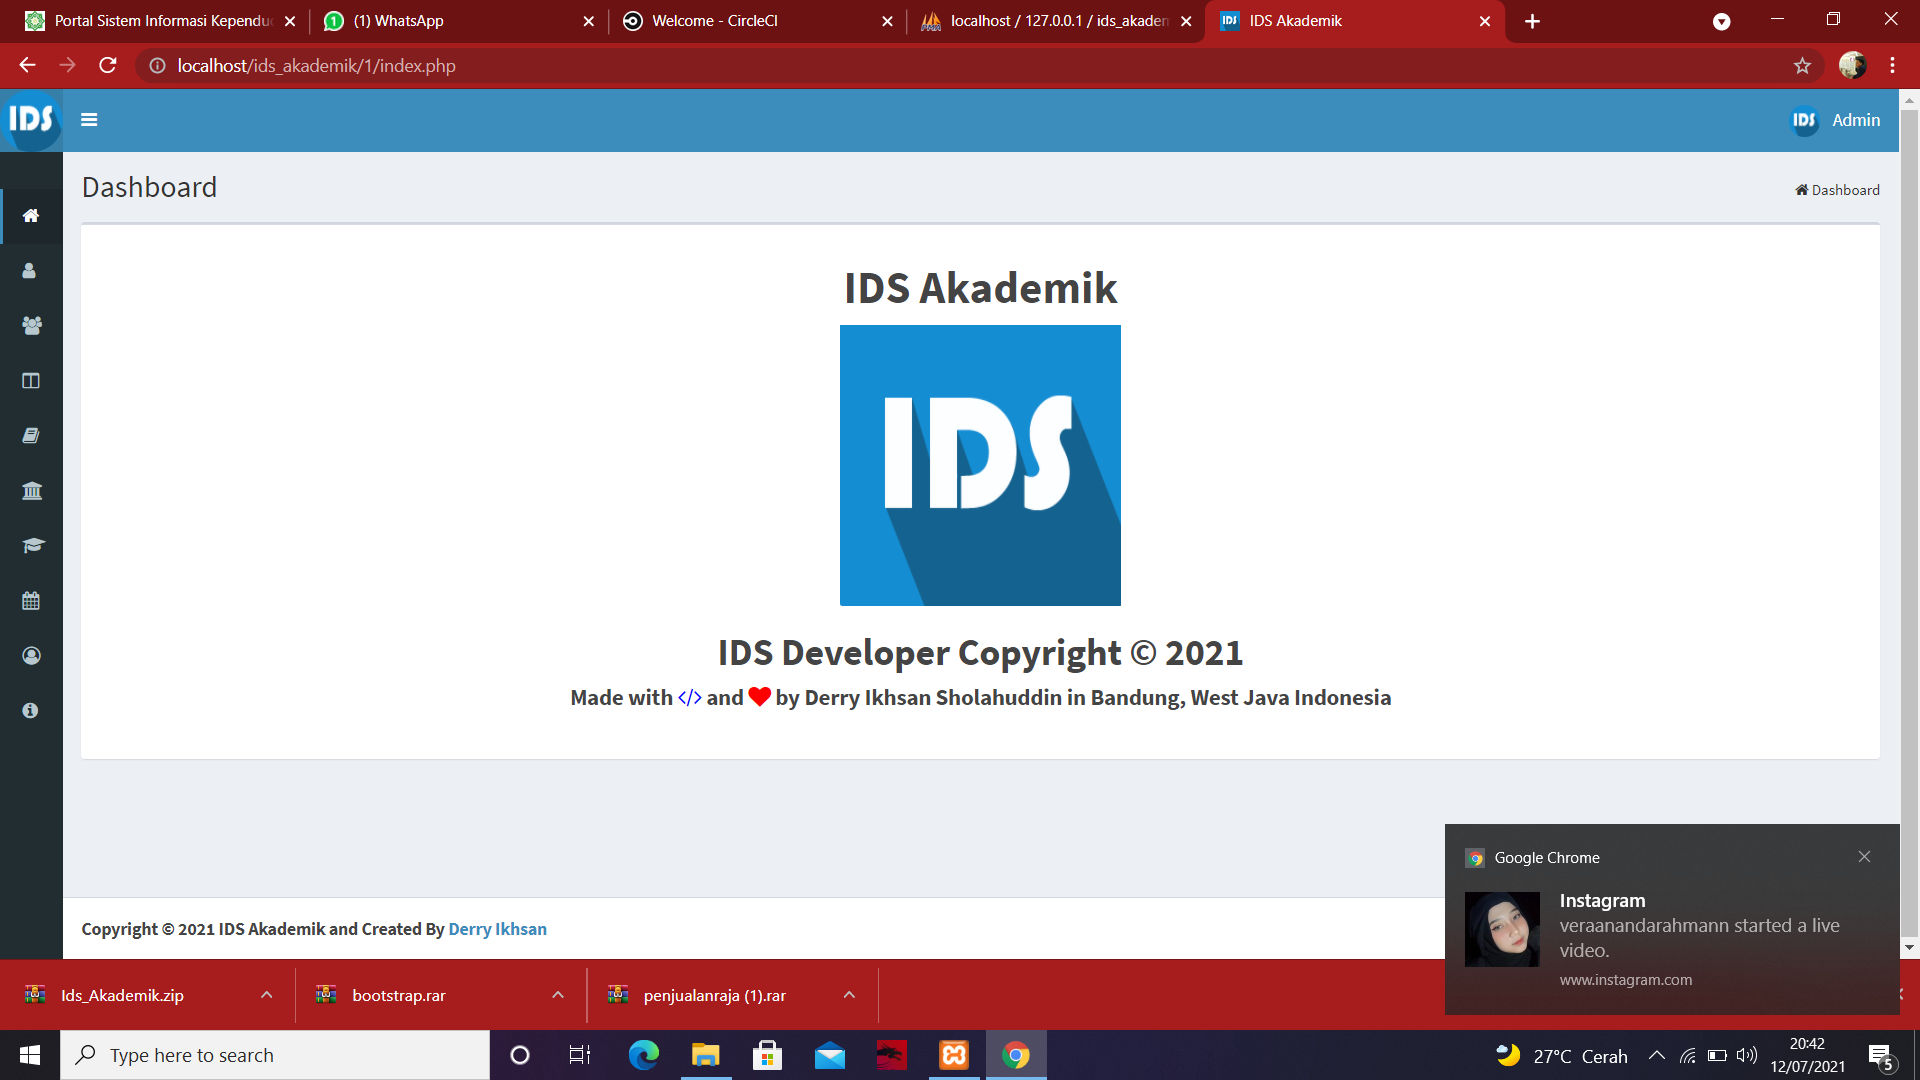 Portal Sistem Informasi Kependu
(1) WhatsApp
Welcome - CircleCI
localhost / 127.0.0.1 / ids_akadem
IDS Akademik
localhost/ids_akademik/1/index.php
IDS
IDS Admin
Dashboard
Dashboard
IDS Akademik
IDS
IDS Developer Copyright © 2021
Made with </> and ❤ by Derry Ikhsan Sholahuddin in Bandung, West Java Indonesia
Copyright © 2021 IDS Akademik and Created By Derry Ikhsan
Google Chrome
Instagram
veraanandarahmann started a live
video.
www.instagram.com
Ids_Akademik.zip
bootstrap.rar
penjualanraja (1).rar
Type here to search
27°C Cerah
20:42
12/07/2021
5